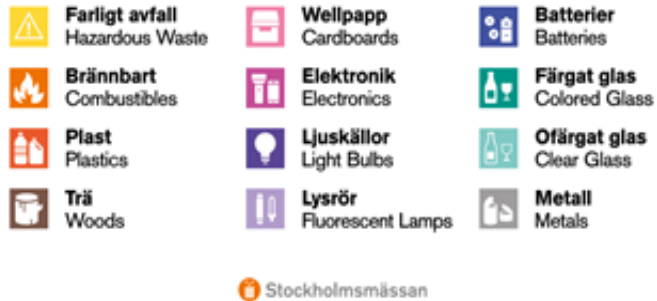 Farligt avfall
Hazardous Waste
Wellpapp
Cardboards
Batterier
Batteries
Brännbart
Combustibles
Elektronik
Electronics
Färgat glas
Colored Glass
Plast
Plastics
Ljuskällor
Light Bulbs
Ofärgat glas
Clear Glass
Trä
Woods
Lysrör
Fluorescent Lamps
Metall
Metals
Stockholmsmässan